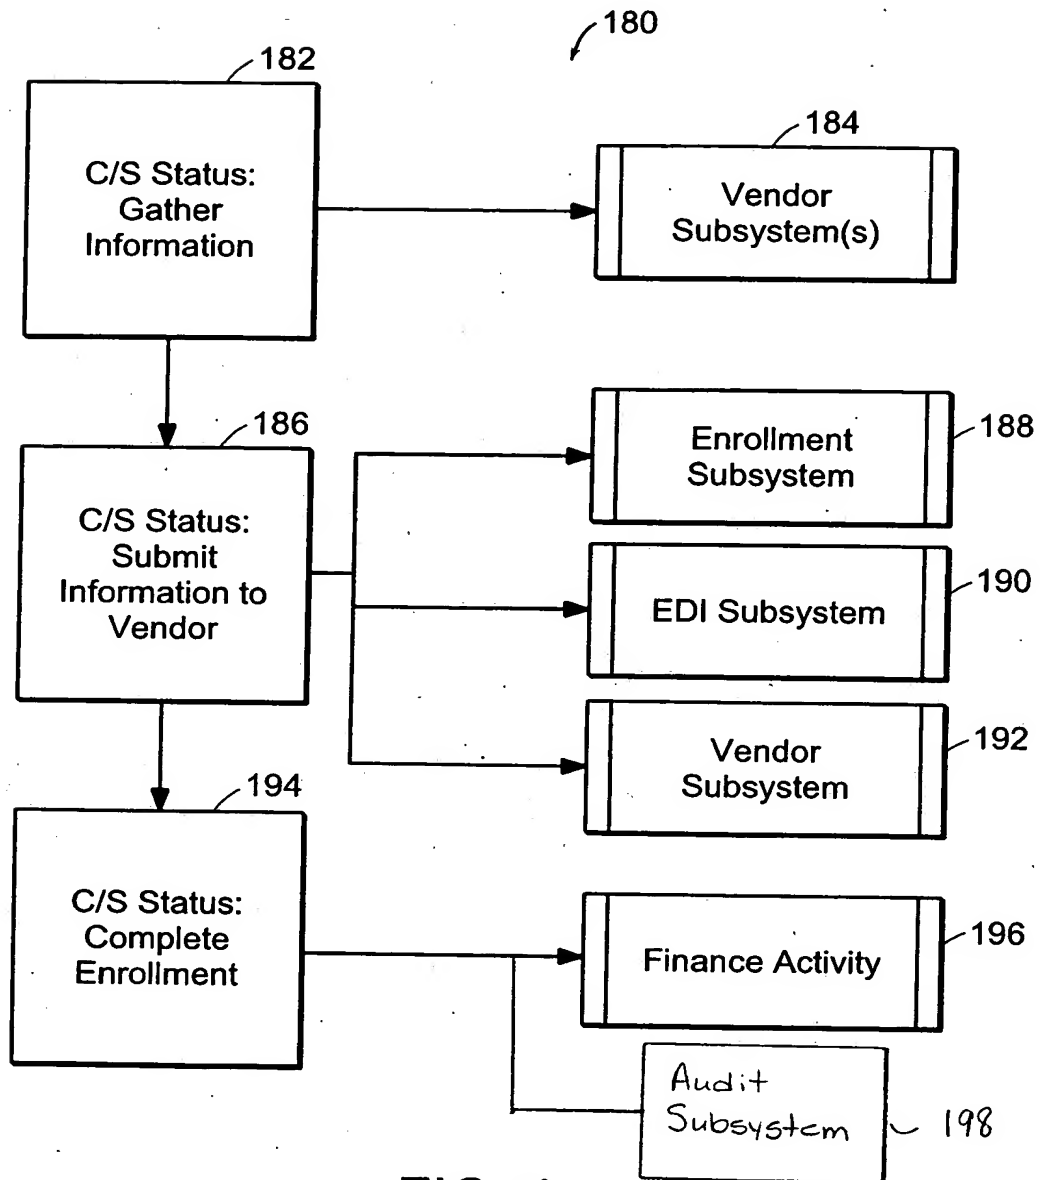 180
182
C/S Status:
Gather
Information
184
Vendor
Subsystem(s)
186
C/S Status:
Submit
Information to
Vendor
Enrollment
Subsystem
188
EDI Subsystem
190
Vendor
Subsystem
192
194
C/S Status:
Complete
Enrollment
Finance Activity
196
Audit
Subsystem
198